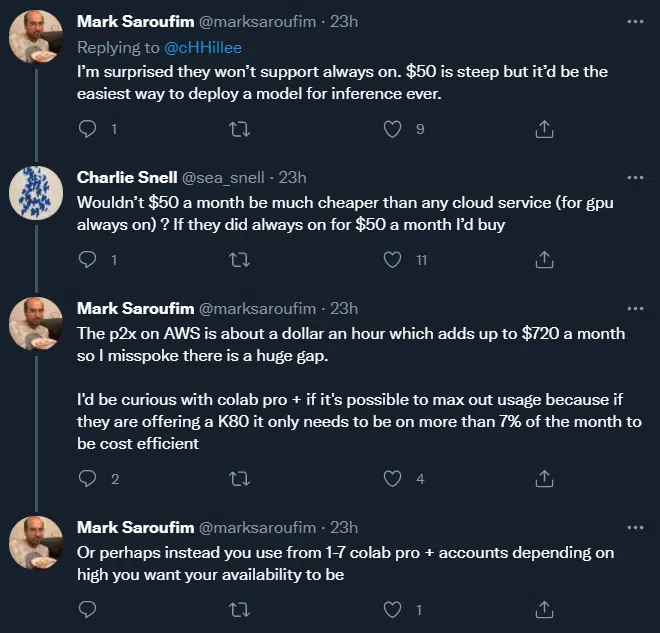 Mark Saroufim @marksaroufim · 23h
Replying to @cHHillee
I’m surprised they won’t support always on. $50 is steep but it’d be the
easiest way to deploy a model for inference ever.
1 9
Charlie Snell @sea_snell · 23h
Wouldn’t $50 a month be much cheaper than any cloud service (for gpu
always on) ? If they did always on for $50 a month I’d buy
1 11
Mark Saroufim @marksaroufim · 23h
The p2x on AWS is about a dollar an hour which adds up to $720 a month
so I misspoke there is a huge gap.
I'd be curious with colab pro + if it's possible to max out usage because if
they are offering a K80 it only needs to be on more than 7% of the month to
be cost efficient
2 4
Mark Saroufim @marksaroufim · 23h
Or perhaps instead you use from 1-7 colab pro + accounts depending on
high you want your availability to be
1